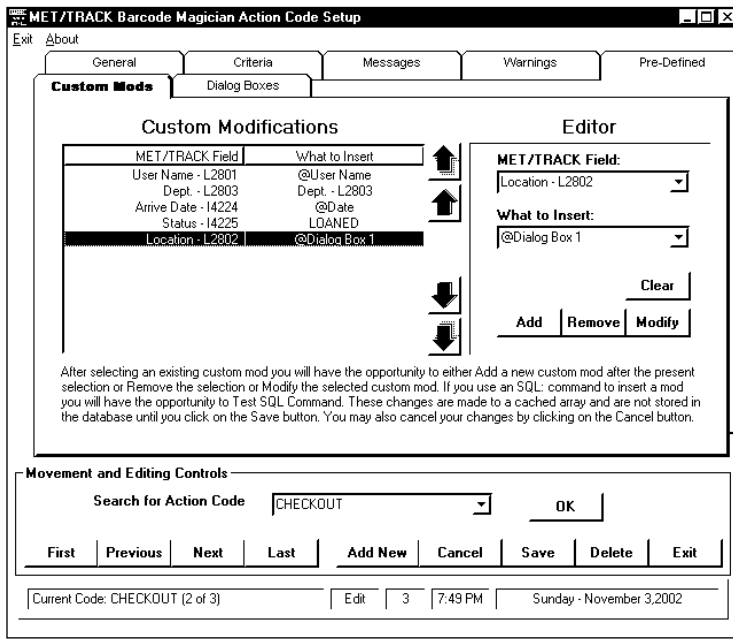 MET/TRACK Barcode Magician Action Code Setup
Exit About
General Criteria Messages Warnings Pre-Defined
Custom Mods Dialog Boxes
Custom Modifications
MET/TRACK Field What to Insert
User Name - L2801 @User Name
Dept. - L2803 Dept. - L2803
Arrive Date - I4224 @Date
Status - I4225 LOANED
Location - L2802 @Dialog Box 1
Editor
MET/TRACK Field:
Location - L2802
What to Insert:
@Dialog Box 1
Clear
Add Remove Modify
After selecting an existing custom mod you will have the opportunity to either Add a new custom mod after the present
selection or Remove the selection or Modify the selected custom mod. If you use an SQL: command to insert a mod
you will have the opportunity to Test SQL Command. These changes are made to a cached array and are not stored in
the database until you click on the Save button. You may also cancel your changes by clicking on the Cancel button.
Movement and Editing Controls
Search for Action Code CHECKOUT OK
First Previous Next Last Add New Cancel Save Delete Exit
Current Code: CHECKOUT (2 of 3) Edit 3 7:49 PM Sunday - November 3,2002